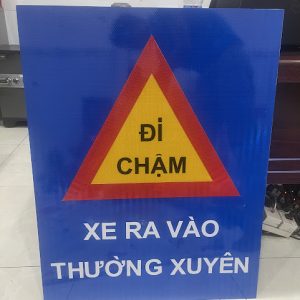 ĐI
CHẬM
XE RA VÀO
THƯỜNG XUYÊN